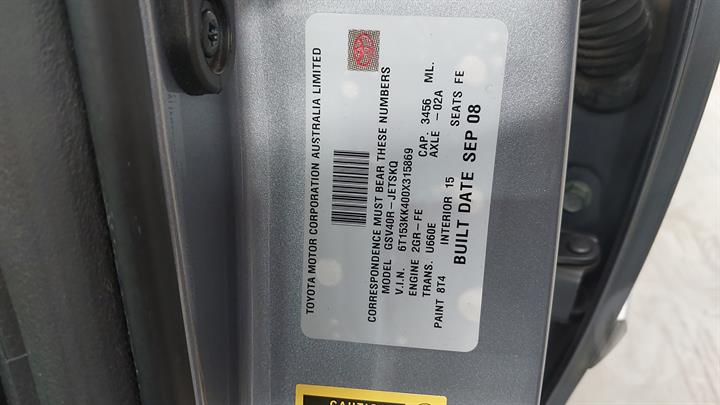 TOYOTA MOTOR CORPORATION AUSTRALIA LIMITED
CORRESPONDENCE MUST BEAR THESE NUMBERS
MODEL GSV40R-JETSKQ
V.I.N. 6T153KK400X315869
ENGINE 2GR-FE CAP. 3456 ML.
TRANS. U660E AXLE -02A
PAINT 8T4 INTERIOR 15 SEATS FE
BUILT DATE SEP 08